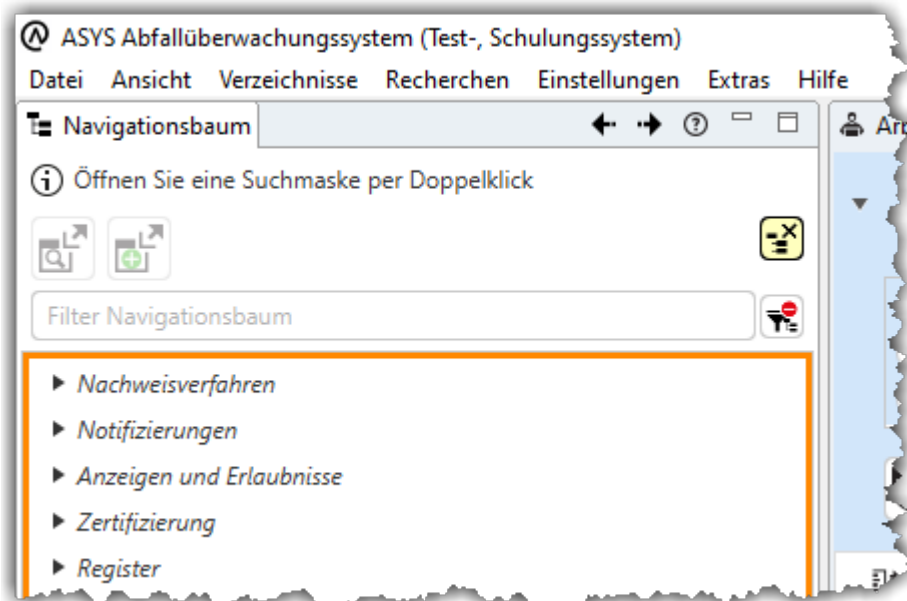 ASYS Abfallüberwachungssystem (Test-, Schulungssystem)
Datei Ansicht Verzeichnisse Recherchen Einstellungen Extras Hilfe
Navigationsbaum
Öffnen Sie eine Suchmaske per Doppelklick
Filter Navigationsbaum
Nachweisverfahren
Notifizierungen
Anzeigen und Erlaubnisse
Zertifizierung
Register